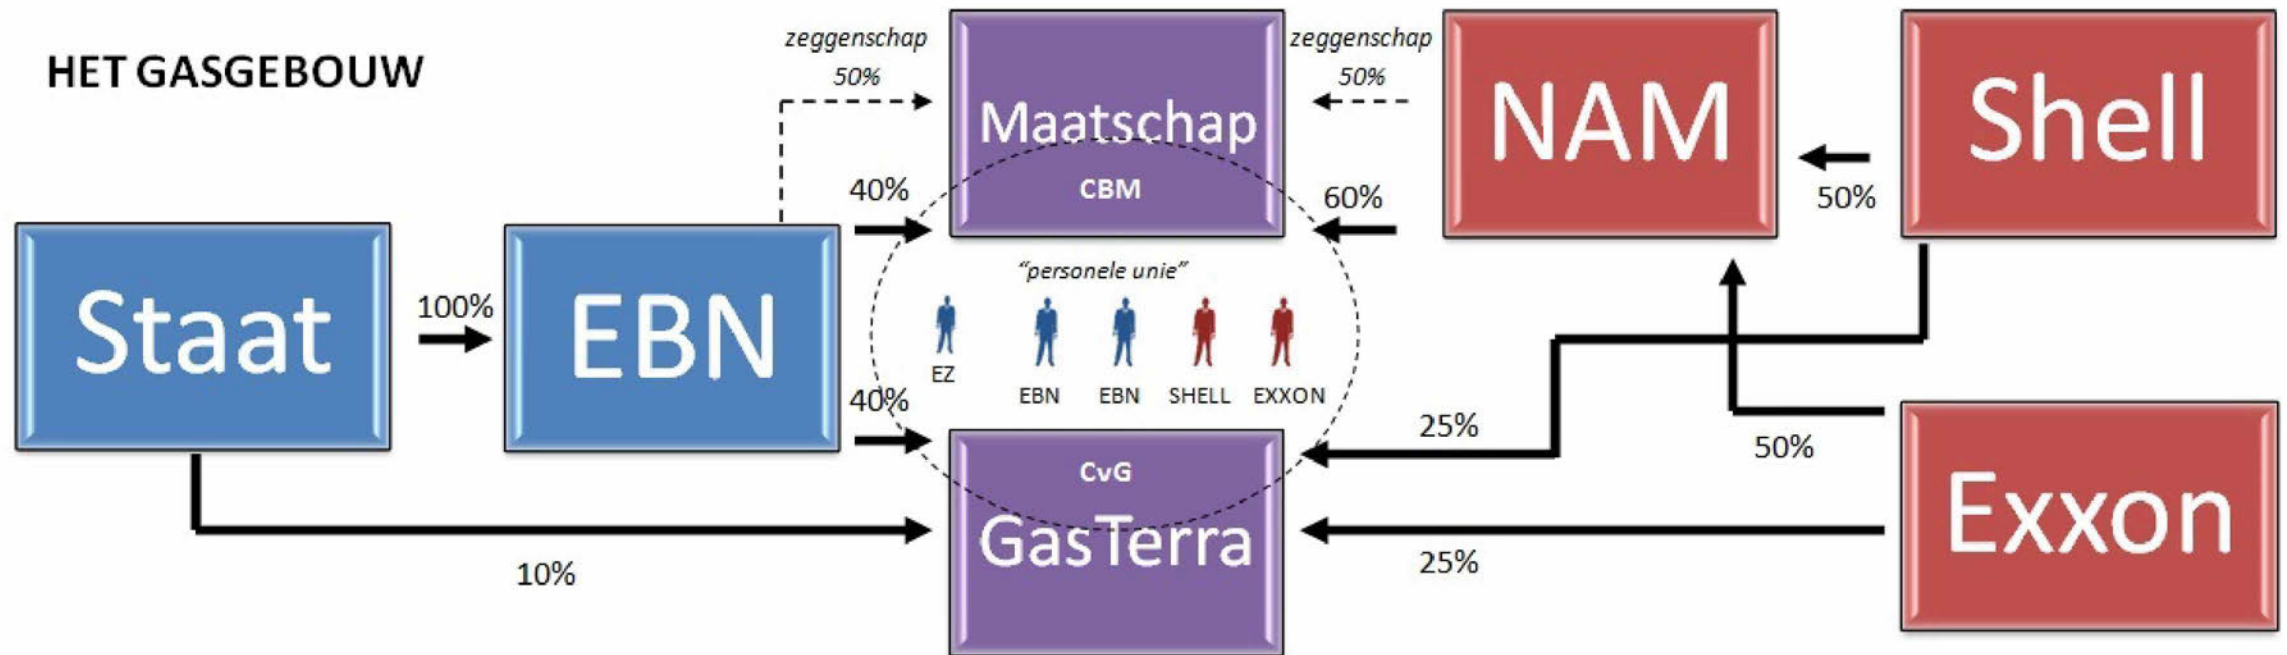 HET GASGEBOUW
zeggenschap
50%
Maatschap
CBM
zeggenschap
50%
NAM
Shell
50%
40%
60%
Staat
100%
EBN
"personele unie"
EZ
EBN
EBN
SHELL
EXXON
40%
25%
50%
CvG
GasTerra
Exxon
10%
25%